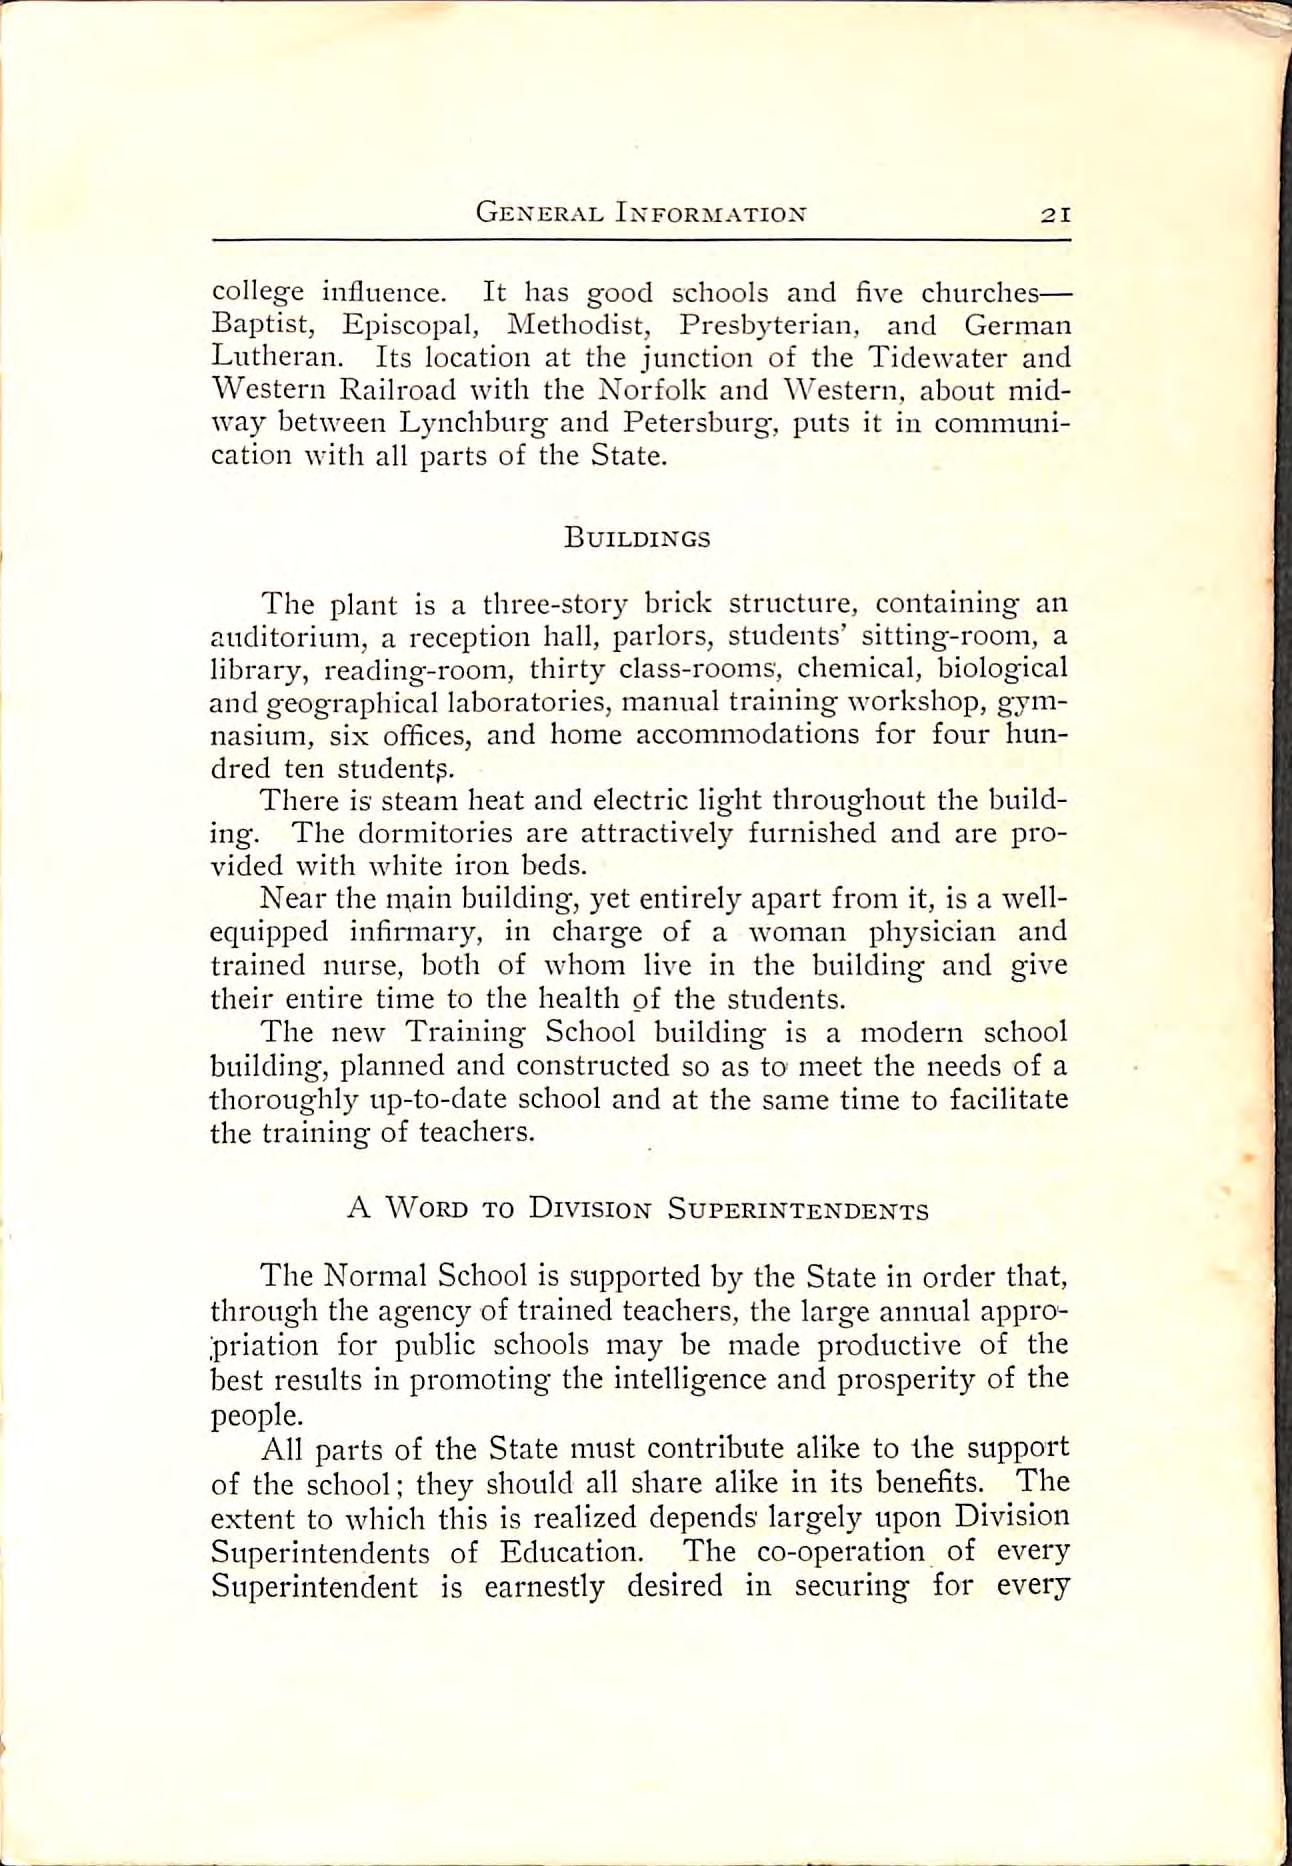 General Information 21
college influence. It has good schools and five churches—
Baptist, Episcopal, Methodist, Presbyterian, and German
Lutheran. Its location at the junction of the Tidewater and
Western Railroad with the Norfolk and Western, about mid-
way between Lynchburg and Petersburg, puts it in communi-
cation with all parts of the State.
Buildings
The plant is a three-story brick structure, containing an
auditorium, a reception hall, parlors, students' sitting-room, a
library, reading-room, thirty class-rooms, chemical, biological
and geographical laboratories, manual training workshop, gym-
nasium, six offices, and home accommodations for four hun-
dred ten students.
There is steam heat and electric light throughout the build-
ing. The dormitories are attractively furnished and are pro-
vided with white iron beds.
Near the main building, yet entirely apart from it, is a well-
equipped infirmary, in charge of a woman physician and
trained nurse, both of whom live in the building and give
their entire time to the health of the students.
The new Training School building is a modern school
building, planned and constructed so as to meet the needs of a
thoroughly up-to-date school and at the same time to facilitate
the training of teachers.
A Word to Division Superintendents
The Normal School is supported by the State in order that,
through the agency of trained teachers, the large annual appro-
priation for public schools may be made productive of the
best results in promoting the intelligence and prosperity of the
people.
All parts of the State must contribute alike to the support
of the school; they should all share alike in its benefits. The
extent to which this is realized depends largely upon Division
Superintendents of Education. The co-operation of every
Superintendent is earnestly desired in securing for every